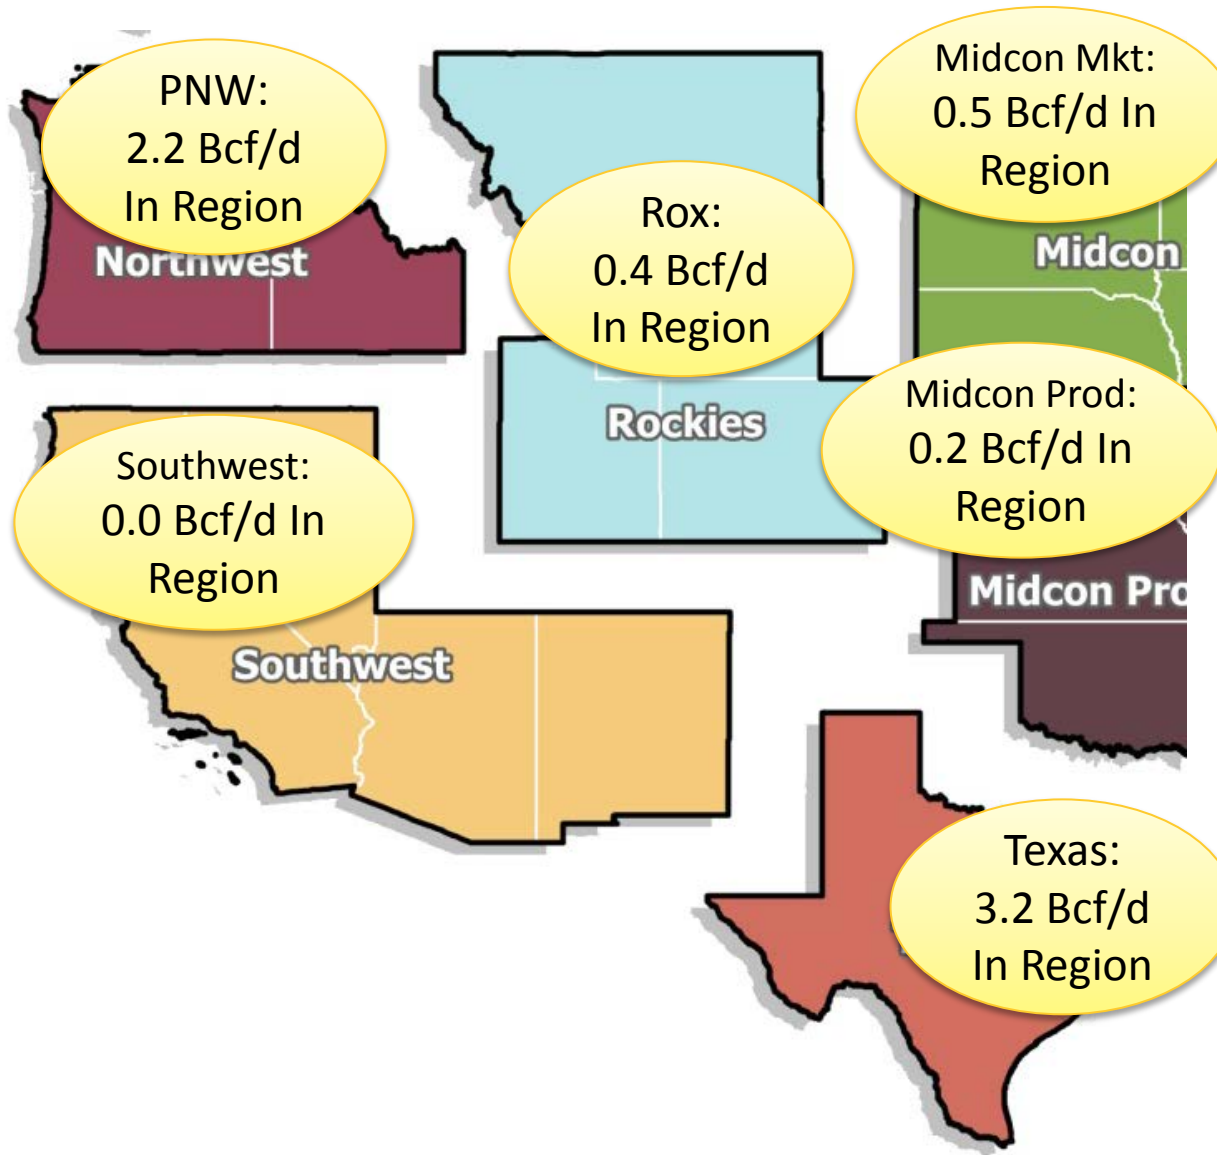 PNW:
2.2 Bcf/d
In Region
Northwest
Midcon Mkt:
0.5 Bcf/d In
Region
Midcon
Rox:
0.4 Bcf/d
In Region
Rockies
Midcon Prod:
0.2 Bcf/d In
Region
Midcon Pro
Southwest:
0.0 Bcf/d In
Region
Southwest
Texas:
3.2 Bcf/d
In Region